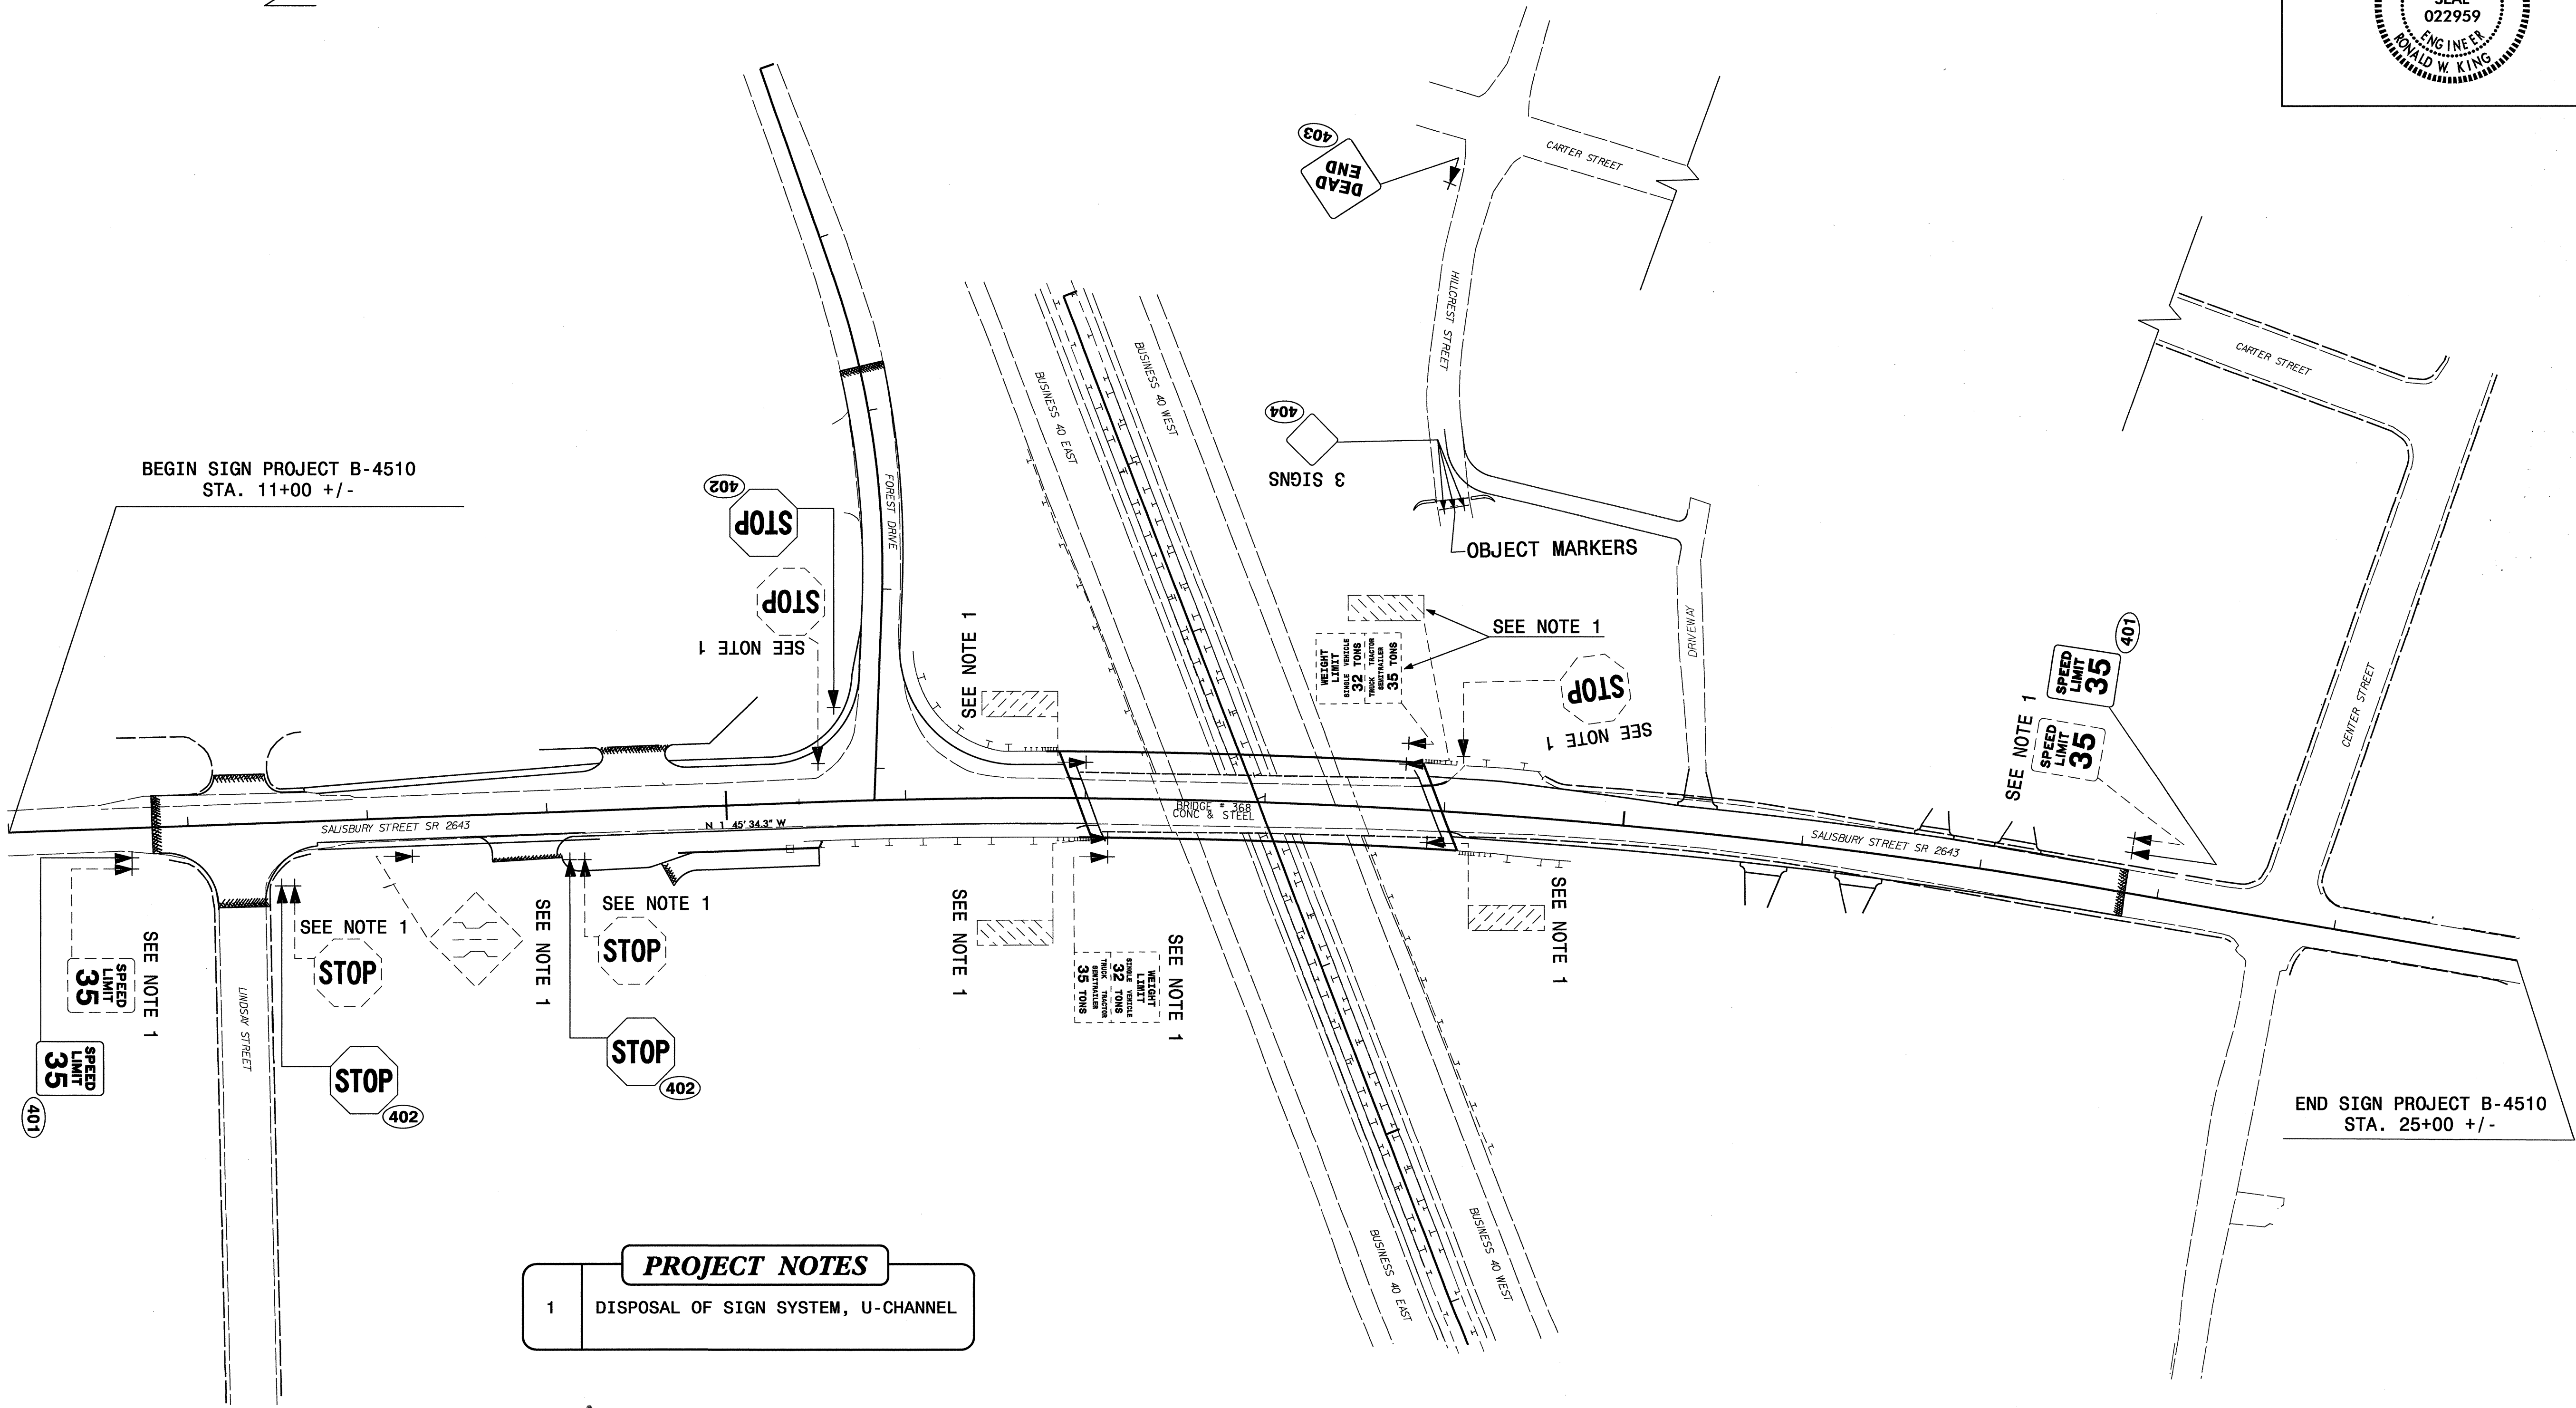 SEAL
022959
ENGINEER
RONALD W. KING
403
DEAD
END
CARTER STREET
HILLCREST STREET
BUSINESS 40 EAST
BUSINESS 40 WEST
CARTER STREET
404
3 SIGNS
BEGIN SIGN PROJECT B-4510
STA. 11+00 +/-
402
STOP
FOREST DRIVE
STOP
SEE NOTE 1
OBJECT MARKERS
SEE NOTE 1
WEIGHT
LIMIT
SINGLE VEHICLE
32 TONS
TRUCK TRACTOR
SEMITRAILER
35 TONS
SEE NOTE 1
STOP
SEE NOTE 1
DRIVEWAY
401
SPEED
LIMIT
35
SEE NOTE 1
SPEED
LIMIT
35
CENTER STREET
SALISBURY STREET SR 2643
N 1 45' 34.3" W
BRIDGE # 368
CONC & STEEL
SALISBURY STREET SR 2643
SEE NOTE 1
SPEED
LIMIT
35
SPEED
LIMIT
35
401
LINDSAY STREET
SEE NOTE 1
STOP
STOP
402
SEE NOTE 1
SEE NOTE 1
STOP
STOP
402
SEE NOTE 1
WEIGHT
LIMIT
SINGLE VEHICLE
32 TONS
TRUCK TRACTOR
SEMITRAILER
35 TONS
SEE NOTE 1
SEE NOTE 1
END SIGN PROJECT B-4510
STA. 25+00 +/-
BUSINESS 40 EAST
BUSINESS 40 WEST
PROJECT NOTES
1 DISPOSAL OF SIGN SYSTEM, U-CHANNEL